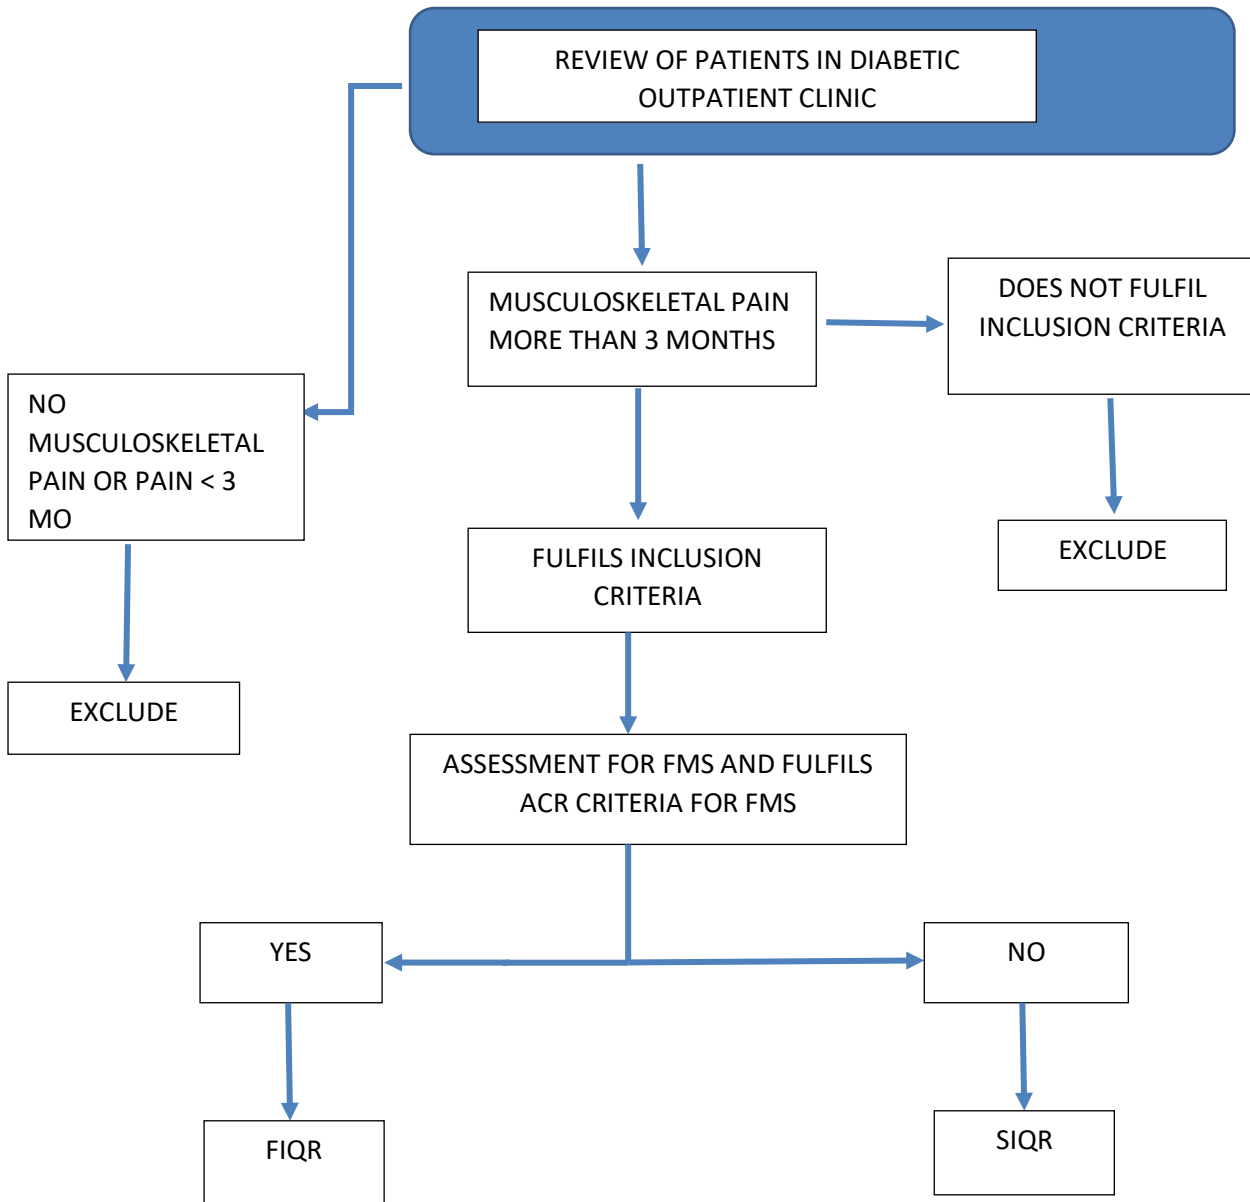 REVIEW OF PATIENTS IN DIABETIC
OUTPATIENT CLINIC
MUSCULOSKELETAL PAIN
MORE THAN 3 MONTHS
DOES NOT FULFIL
INCLUSION CRITERIA
NO
MUSCULOSKELETAL
PAIN OR PAIN < 3
MO
EXCLUDE
FULFILS INCLUSION
CRITERIA
EXCLUDE
ASSESSMENT FOR FMS AND FULFILS
ACR CRITERIA FOR FMS
YES
NO
FIQR
SIQR